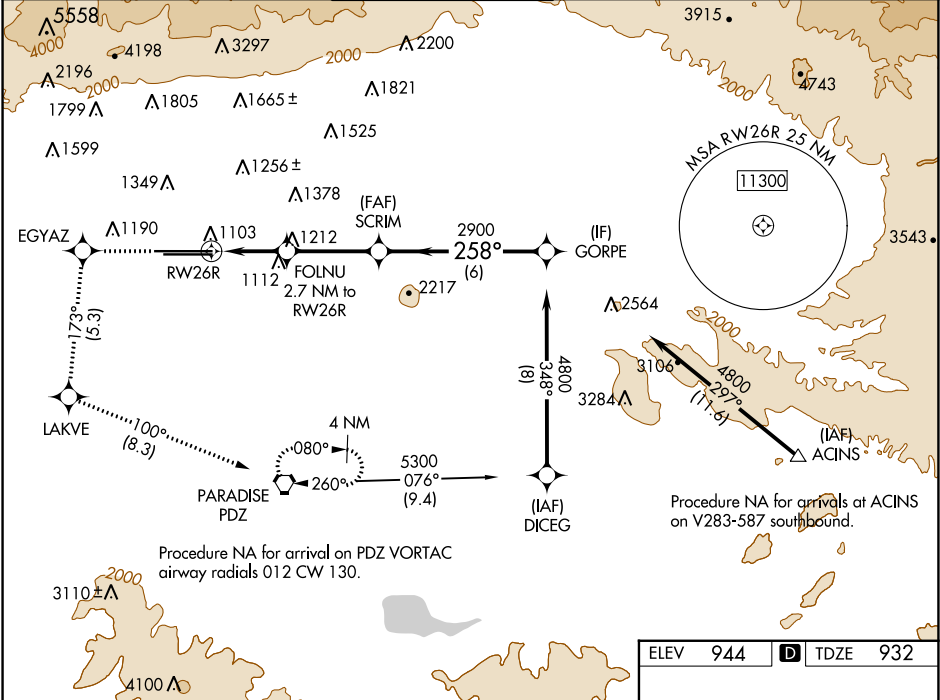 5558
4198
3297
2200
3915
4000
2000
2000
2196
4743
1799
1805
1665 ±
1821
MSA RW26R 25 NM
1525
1599
1256 ±
11300
1349
1378
(FAF)
SCRIM
EGYAZ
1190
1103
1212
2900
258°
(6)
(IF)
GORPE
3543
RW26R
1112
FOLNU
2.7 NM to
RW26R
2217
2564
2000
173°
(5.3)
4800
348°
(8)
3106
4800
297°
(11.6)
3284
LAKVE
100°
(8.3)
4 NM
080°
260°
5300
076°
(9.4)
(IAF)
ACINS
PARADISE
PDZ
(IAF)
DICEG
Procedure NA for arrivals at ACINS
on V283-587 southbound.
Procedure NA for arrival on PDZ VORTAC
airway radials 012 CW 130.
2000
3110 ±
4100
ELEV 944 D TDZE 932